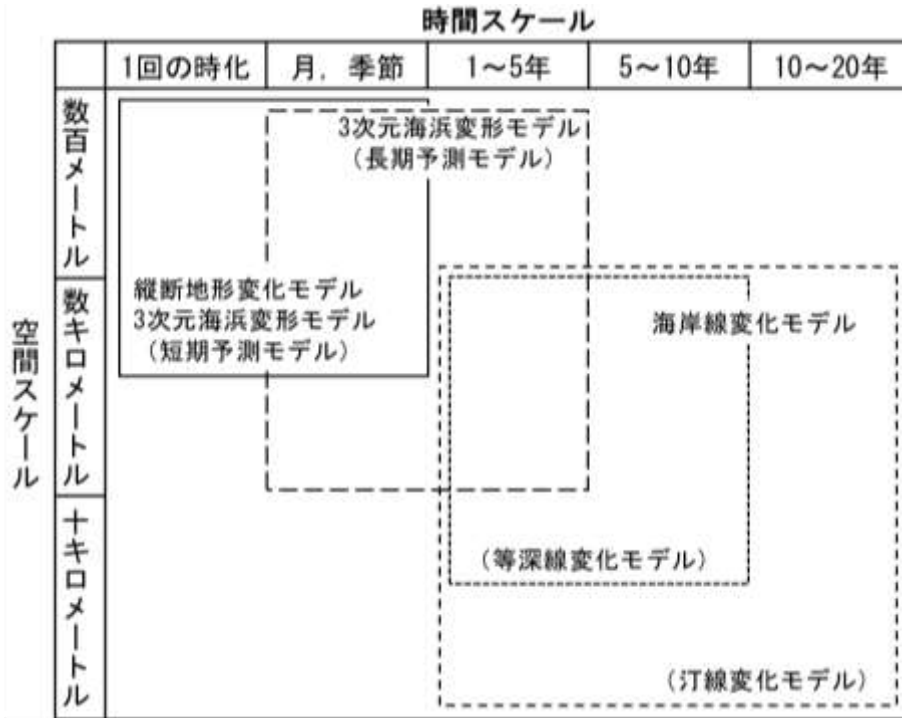 時間スケール
1回の時化
月，季節
1～5年
5～10年
10～20年
空間スケール
数百メートル
数キロメートル
十キロメートル
3次元海浜変形モデル
(長期予測モデル)
縦断地形変化モデル
3次元海浜変形モデル
(短期予測モデル)
海岸線変化モデル
(等深線変化モデル)
(汀線変化モデル)